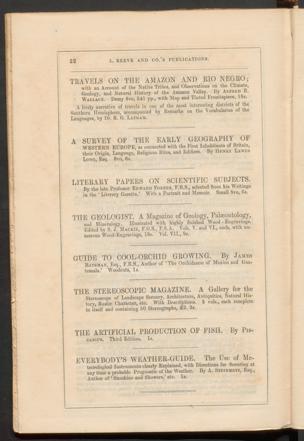 22 L. REEVE AND CO.'S PUBLICATIONS.
TRAVELS ON THE AMAZON AND RIO NEGRO;
with an Account of the Native Tribes, and Observations on the Climate,
Geology, and Natural History of the Amazon Valley. By ALFRED R.
WALLACE. Demy 8vo, 541 pp., with Map and Tinted Frontispiece, 18s.
A lively narrative of travels in one of the most interesting districts of the
Southern Hemisphere, accompanied by Remarks on the Vocabularies of the
Languages, by DR. R. G. LATHAM.
A SURVEY OF THE EARLY GEOGRAPHY OF
WESTERN EUROPE, as connected with the First Inhabitants of Britain,
their Origin, Language, Religious Rites, and Edifices. By HENRY LAWES
LONG, Esq. 8vo, 6s.
LITERARY PAPERS ON SCIENTIFIC SUBJECTS.
By the late Professor EDWARD FORBES, F.R.S., selected from his Writings
in the 'Literary Gazette.' With a Portrait and Memoir. Small 8vo, 6s.
THE GEOLOGIST. A Magazine of Geology, Palæontology,
and Mineralogy. Illustrated with highly finished Wood-Engravings.
Edited by S. J. MACKIE, F.G.S., F.S.A. Vols. V. and VI., each, with nu-
merous Wood-Engravings, 18s. Vol. VII., 9s.
GUIDE TO COOL-ORCHID GROWING. By JAMES
BATEMAN, Esq., F.R.S., Author of 'The Orchidaceæ of Mexico and Gua-
temala.' Woodcuts, 1s.
THE STEREOSCOPIC MAGAZINE. A Gallery for the
Stereoscope of Landscape Scenery, Architecture, Antiquities, Natural His-
tory, Rustic Character, etc. With Descriptions. 5 vols., each complete
in itself and containing 50 Stereographs, £2. 2s.
THE ARTIFICIAL PRODUCTION OF FISH. By PIS-
CARIUS. Third Edition. 1s.
EVERYBODY'S WEATHER-GUIDE. The Use of Me-
teorological Instruments clearly Explained, with Directions for Securing at
any time a probable Prognostic of the Weather. By A. STEINMETZ, Esq.,
Author of 'Sunshine and Showers,' etc. 1s.